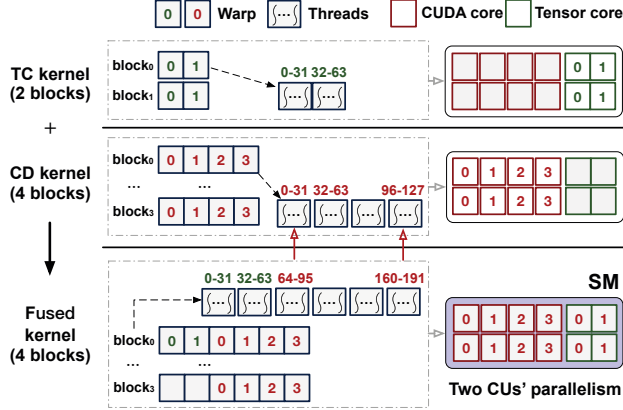 0 0 Warp Threads CUDA core Tensor core
TC kernel
(2 blocks)
block0 0 1
block1 0 1
0-31 32-63
... ...
0 1
0 1
+
CD kernel
(4 blocks)
block0 0 1 2 3
... ...
block3 0 1 2 3
0-31 32-63 96-127
... ... ... ...
0 1 2 3
0 1 2 3
Fused
kernel
(4 blocks)
0-31 32-63 64-95 160-191
... ... ... ... ... ...
block0 0 1 0 1 2 3
... ...
block3 0 1 2 3
SM
0 1 2 3 0 1
0 1 2 3 0 1
Two CUs' parallelism